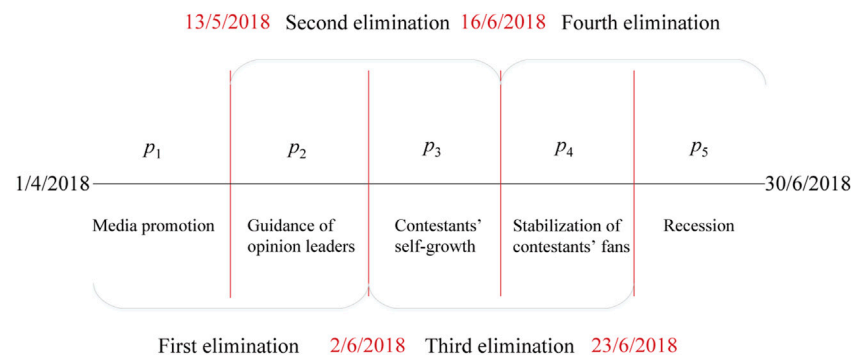 13/5/2018 Second elimination 16/6/2018 Fourth elimination
p1 p2 p3 p4 p5
1/4/2018 30/6/2018
Media promotion Guidance of Contestants' Stabilization of Recession
opinion leaders self-growth contestants' fans
First elimination 2/6/2018 Third elimination 23/6/2018